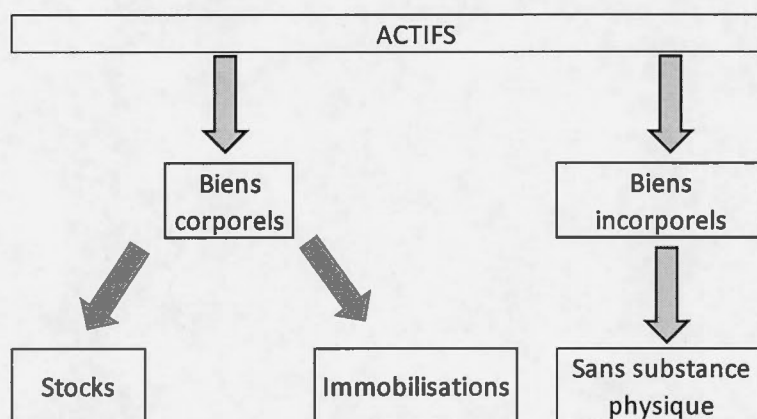 ACTIFS
Biens
corporels
Biens
incorporels
Stocks
Immobilisations
Sans substance
physique